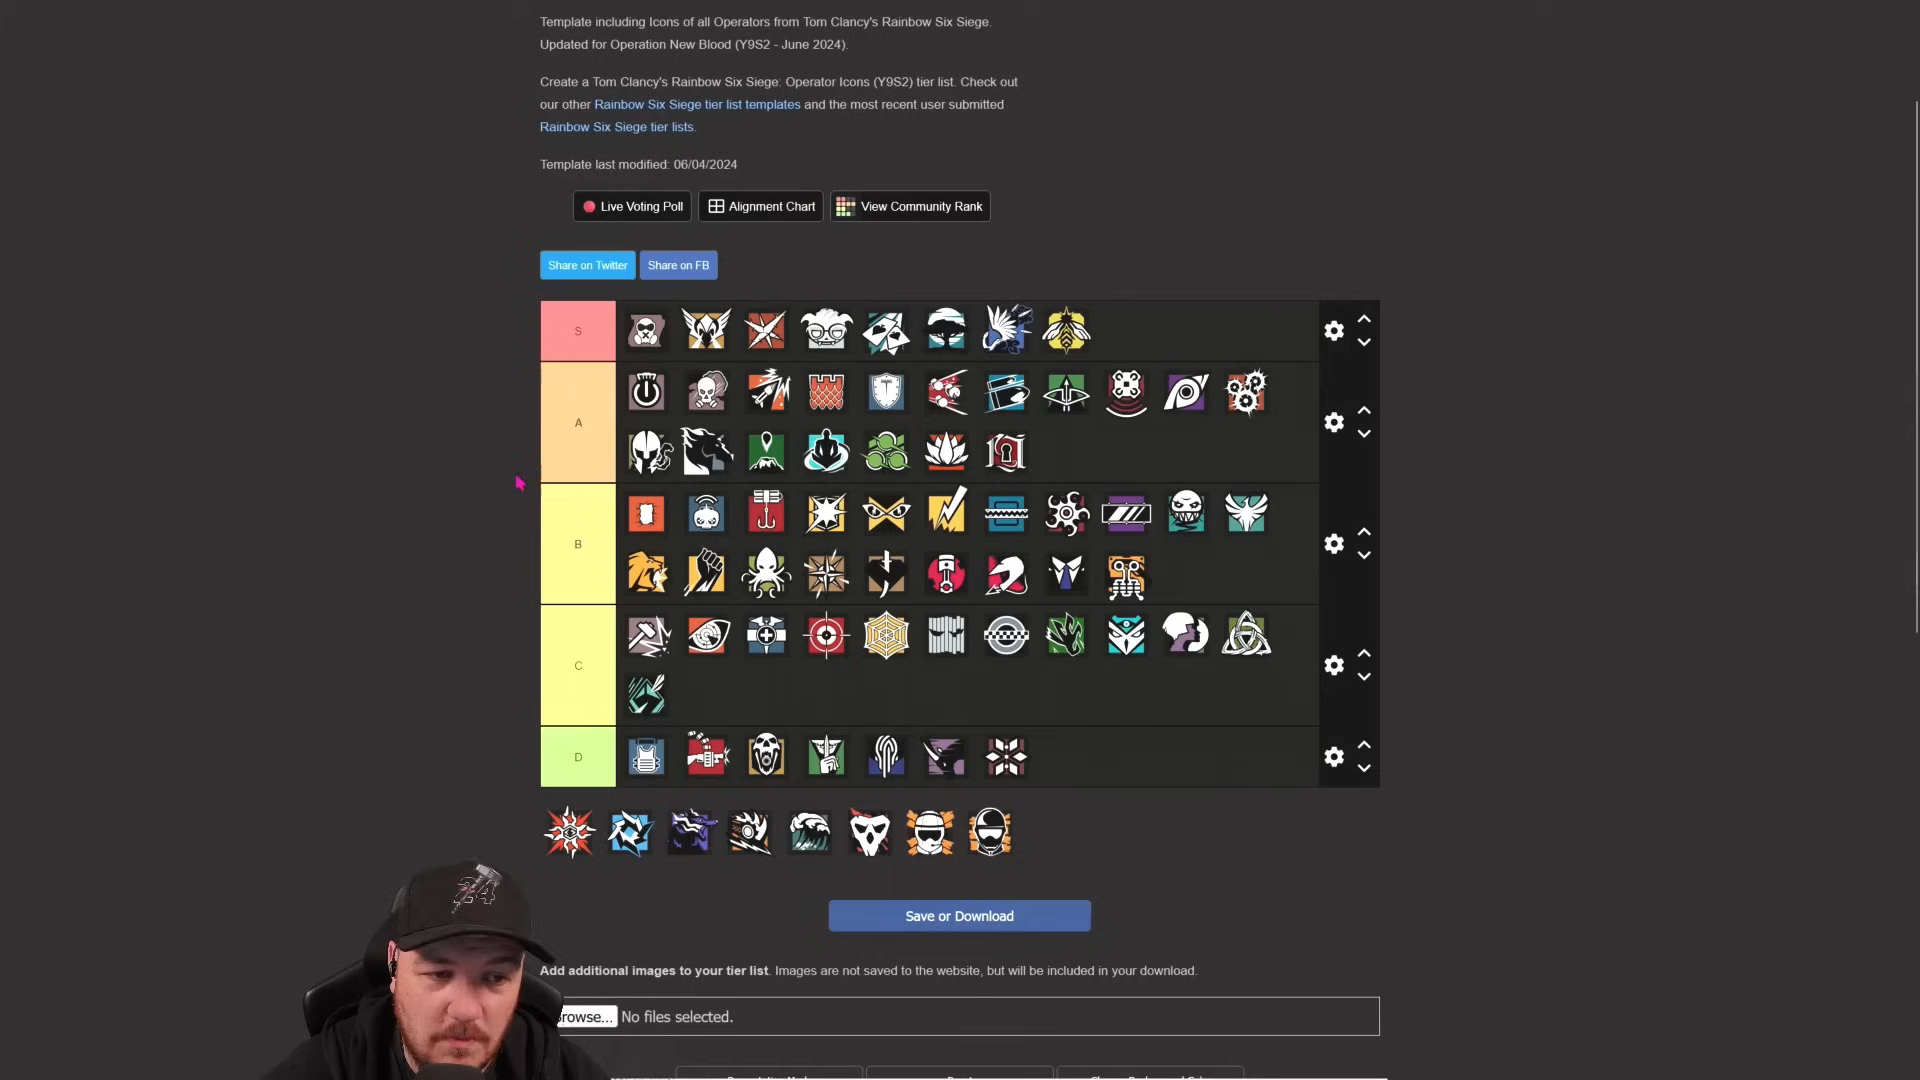 Template including Icons of all Operators from Tom Clancy's Rainbow Six Siege.
Updated for Operation New Blood (Y9S2 - June 2024).
Create a Tom Clancy's Rainbow Six Siege: Operator Icons (Y9S2) tier list. Check out
our other Rainbow Six Siege tier list templates and the most recent user submitted
Rainbow Six Siege tier lists.
Template last modified: 06/04/2024
Live Voting Poll
Alignment Chart
View Community Rank
Share on Twitter
Share on FB
S
A
B
C
D
24
Save or Download
Add additional images to your tier list. Images are not saved to the website, but will be included in your download.
Browse... No files selected.